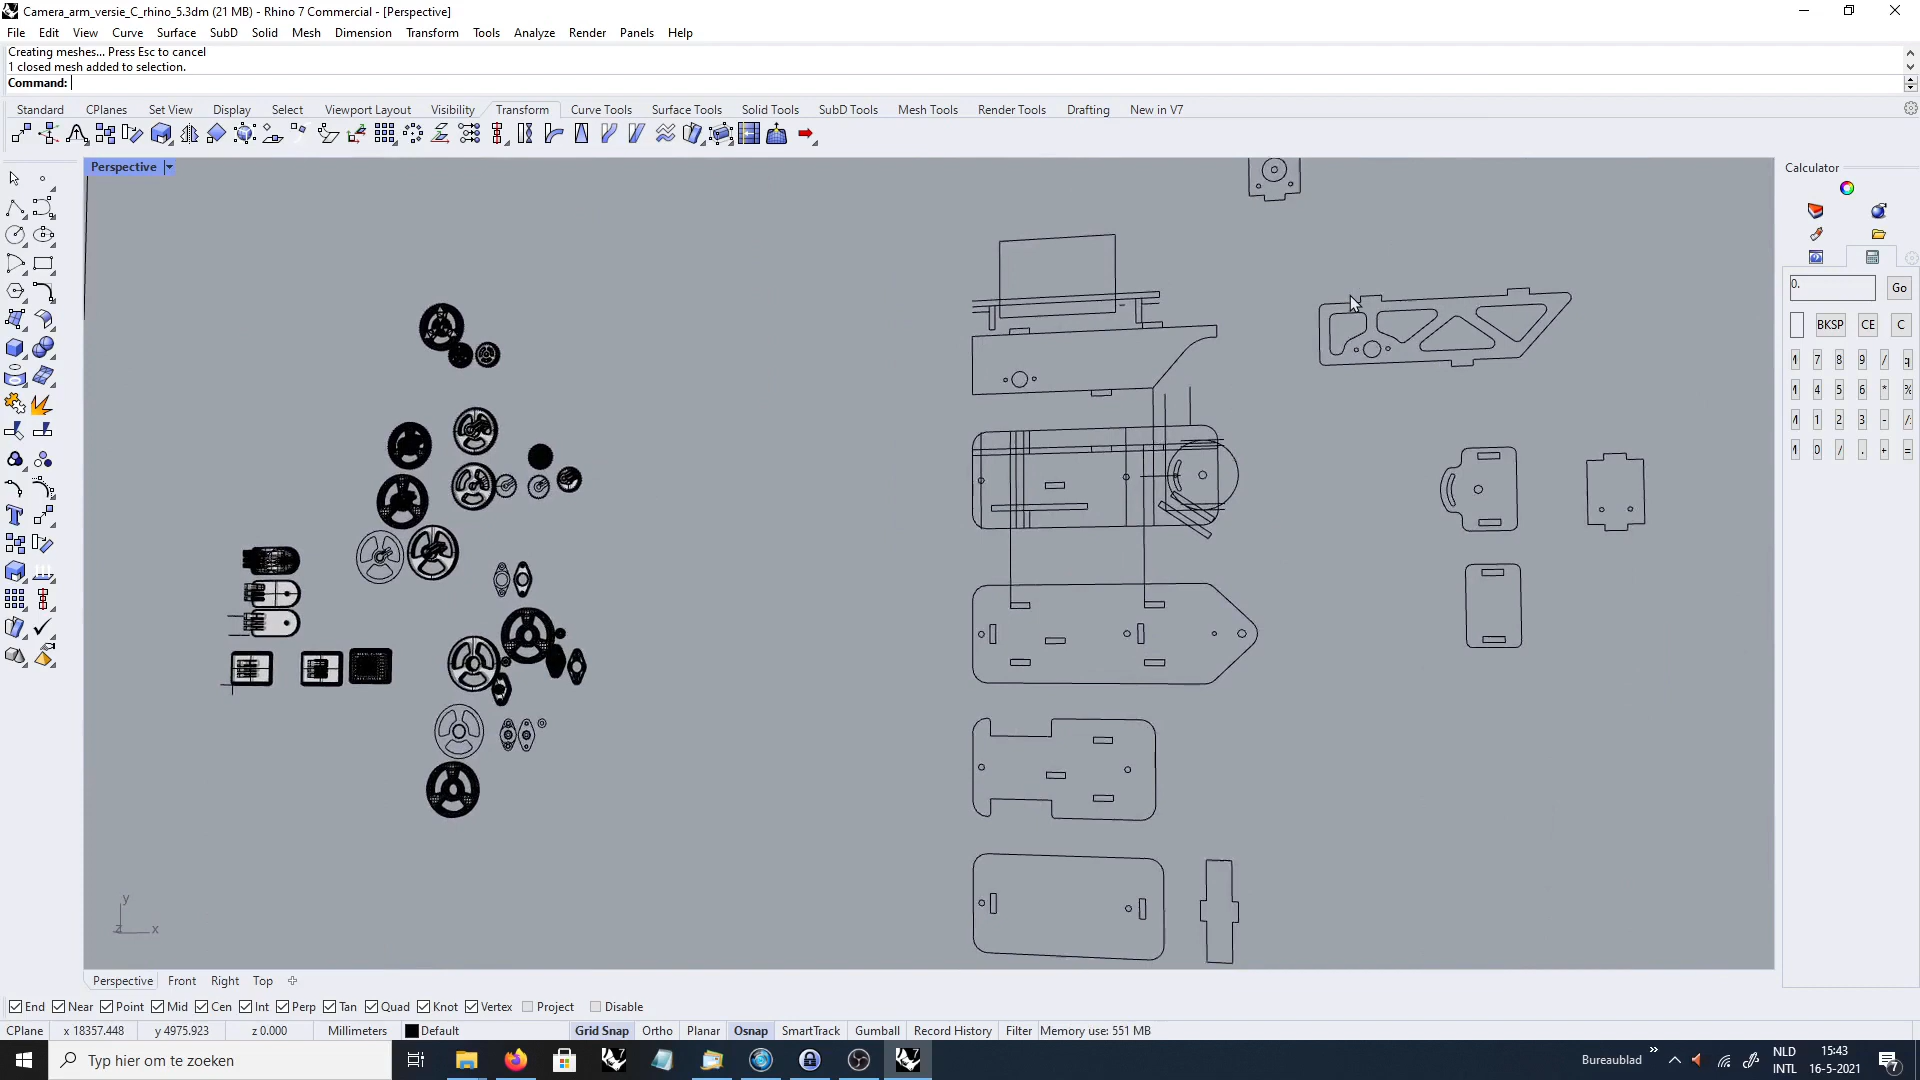 Camera_arm_versie_C_rhino_5.3dm (21 MB) - Rhino 7 Commercial - [Perspective]
File Edit View Curve Surface SubD Solid Mesh Dimension Transform Tools Analyze Render Panels Help
Creating meshes... Press Esc to cancel
1 closed mesh added to selection.
Command:
Standard CPlanes Set View Display Select Viewport Layout Visibility Transform Curve Tools Surface Tools Solid Tools SubD Tools Mesh Tools Render Tools Drafting New in V7
Perspective
Calculator
0.
Go
BKSP CE C
7 8 9 /
4 5 6 * %
1 2 3 -
0 / . + =
y
z x
Perspective Front Right Top
End Near Point Mid Cen Int Perp Tan Quad Knot Vertex Project Disable
CPlane x 18357.448 y 4975.923 z 0.000 Millimeters Default Grid Snap Ortho Planar Osnap SmartTrack Gumball Record History Filter Memory use: 551 MB
Typ hier om te zoeken
Bureaublad
NLD
INTL
15:43
16-5-2021
7